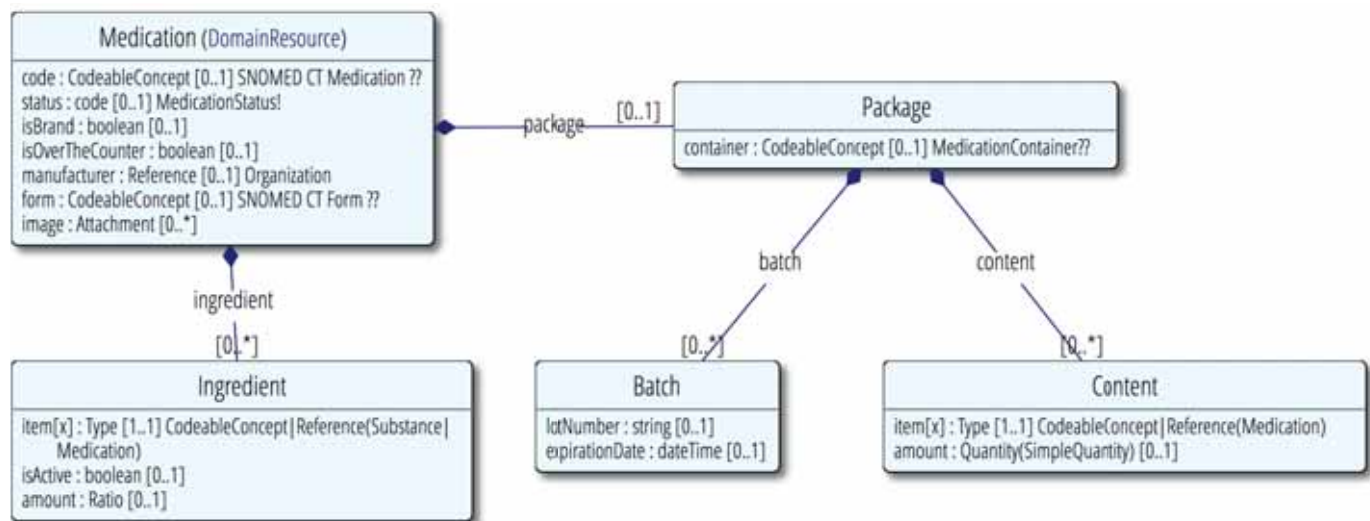 Medication (DomainResource)
code : CodeableConcept [0..1] SNOMED CT Medication ??
status : code [0..1] MedicationStatus!
isBrand : boolean [0..1]
isOverTheCounter : boolean [0..1]
manufacturer : Reference [0..1] Organization
form : CodeableConcept [0..1] SNOMED CT Form ??
image : Attachment [0..*]
package
[0..1]
Package
container : CodeableConcept [0..1] MedicationContainer??
ingredient
[0..*]
batch
[0..*]
content
[0..*]
Ingredient
item[x] : Type [1..1] CodeableConcept|Reference(Substance|
Medication)
isActive : boolean [0..1]
amount : Ratio [0..1]
Batch
lotNumber : string [0..1]
expirationDate : dateTime [0..1]
Content
item[x] : Type [1..1] CodeableConcept|Reference(Medication)
amount : Quantity(SimpleQuantity) [0..1]